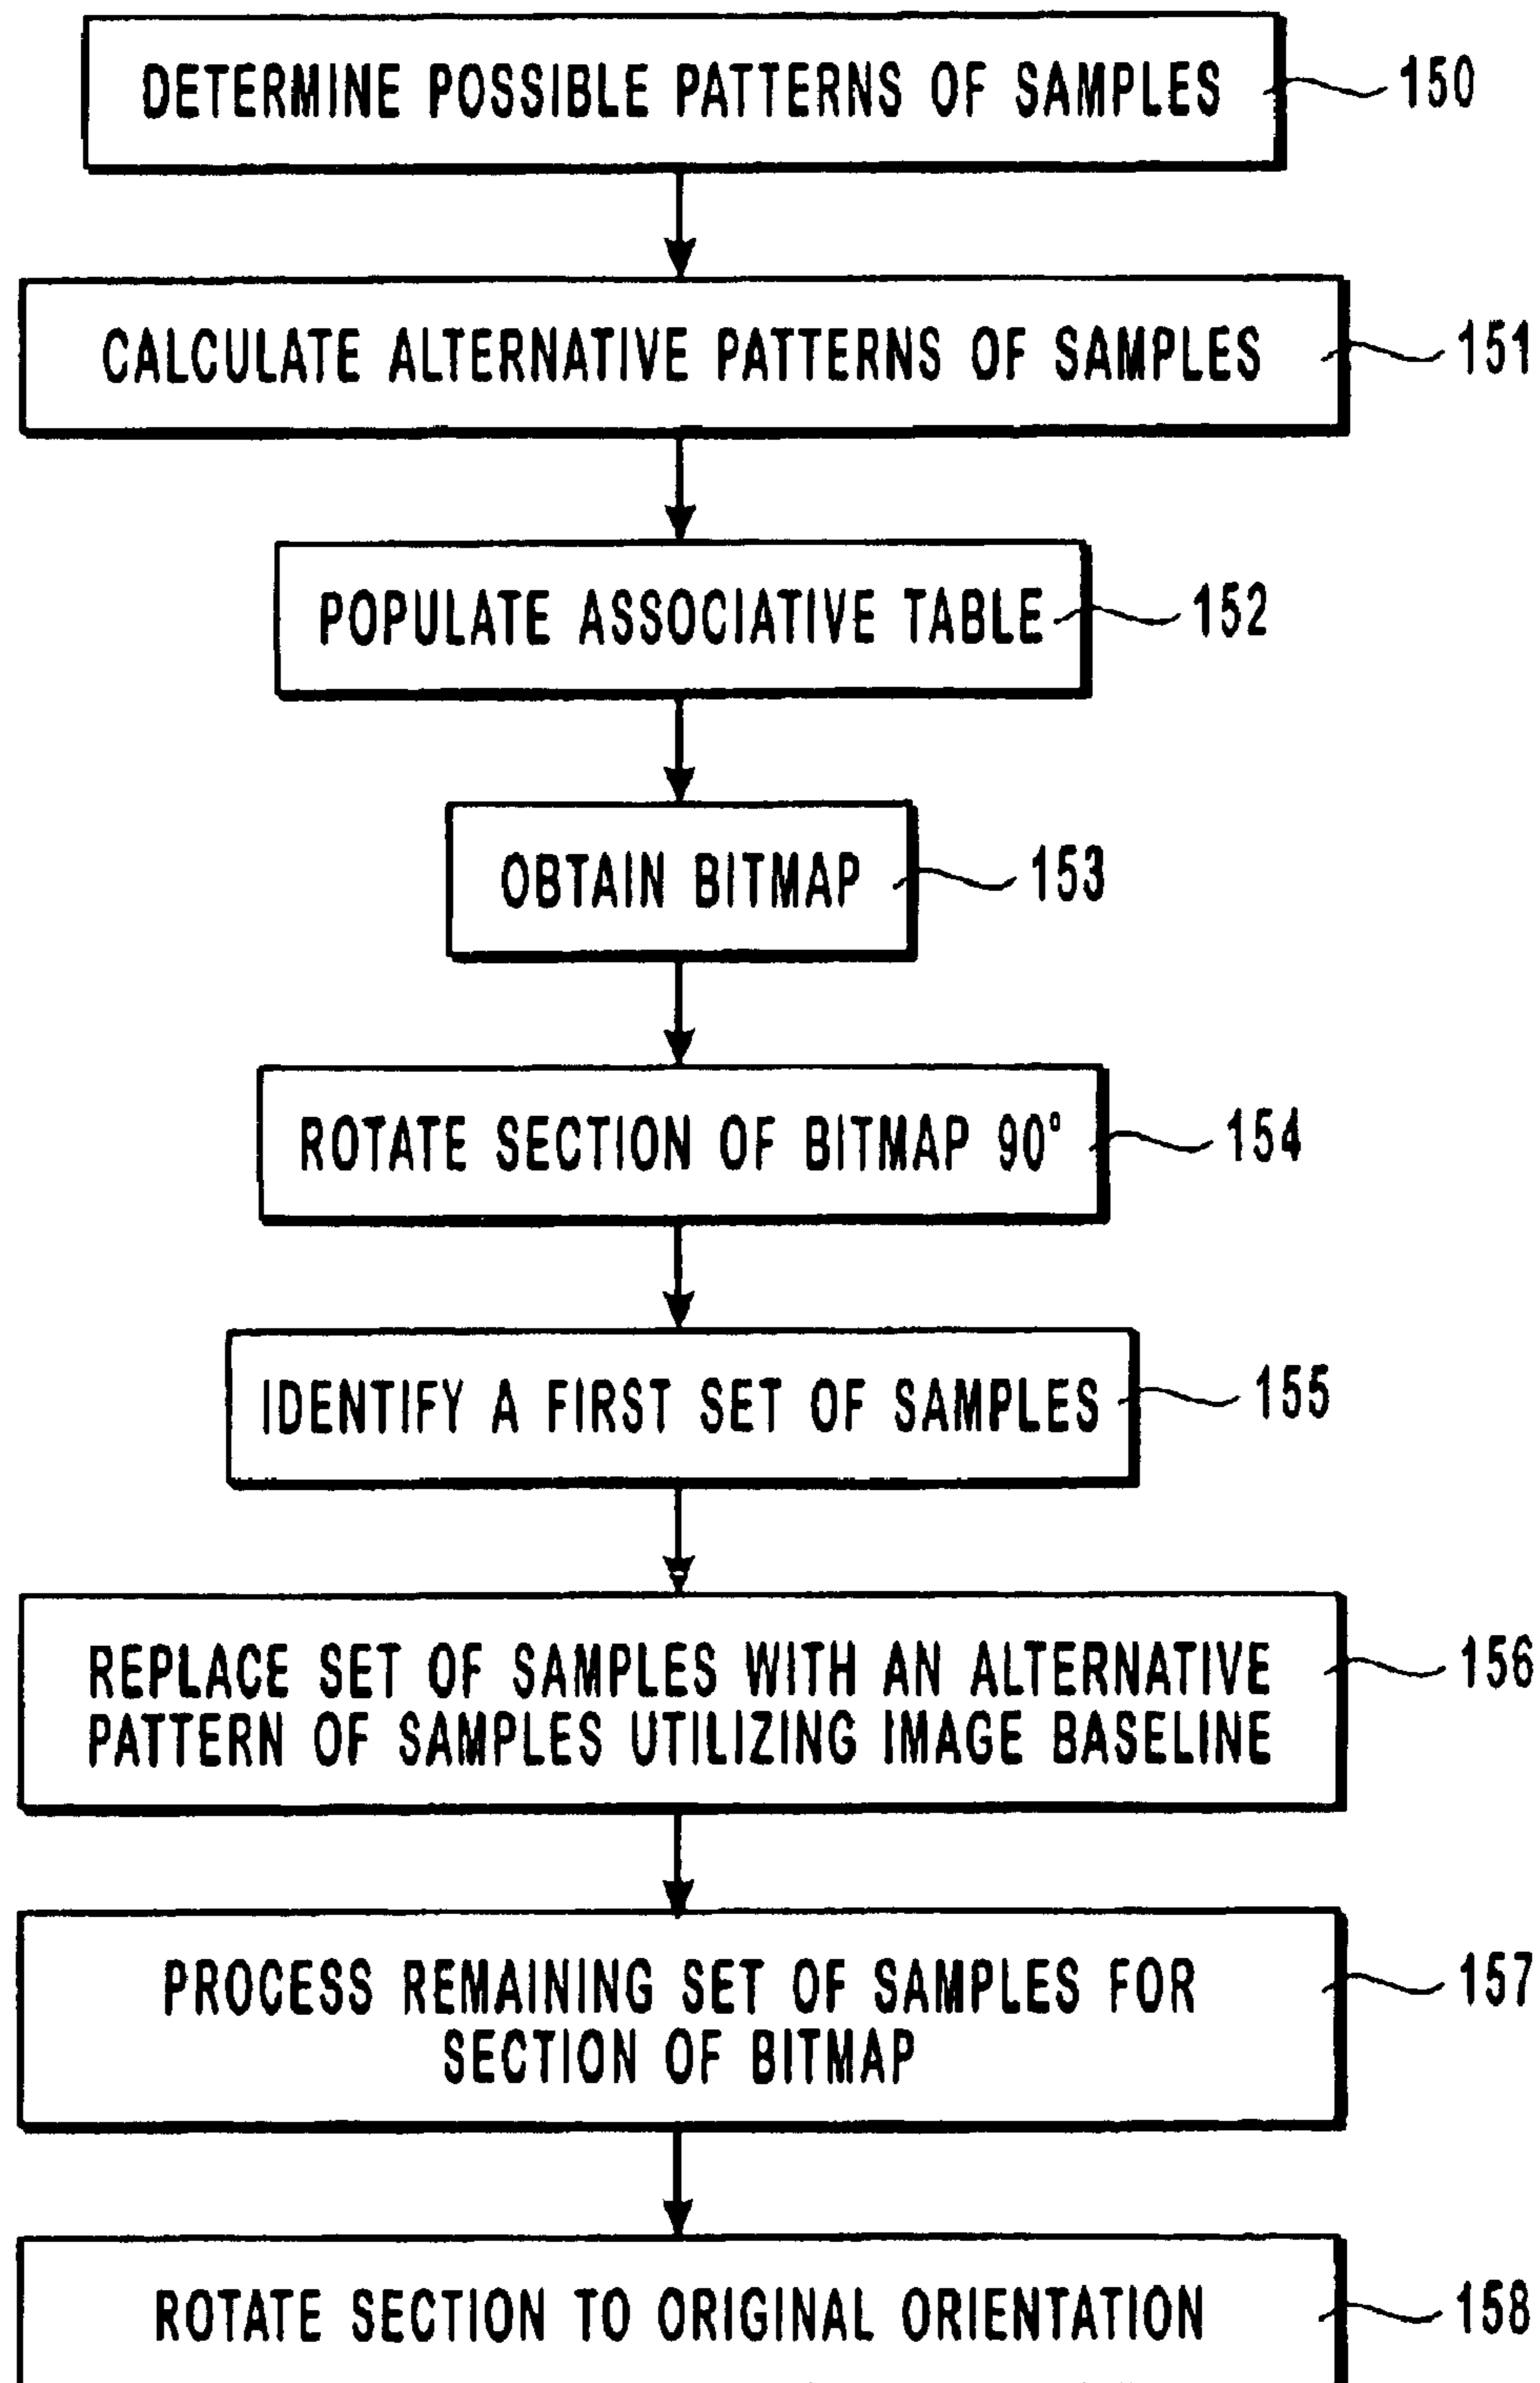 DETERMINE POSSIBLE PATTERNS OF SAMPLES 150
CALCULATE ALTERNATIVE PATTERNS OF SAMPLES 151
POPULATE ASSOCIATIVE TABLE 152
OBTAIN BITMAP 153
ROTATE SECTION OF BITMAP 90° 154
IDENTIFY A FIRST SET OF SAMPLES 155
REPLACE SET OF SAMPLES WITH AN ALTERNATIVE 156
PATTERN OF SAMPLES UTILIZING IMAGE BASELINE
PROCESS REMAINING SET OF SAMPLES FOR 157
SECTION OF BITMAP
ROTATE SECTION TO ORIGINAL ORIENTATION 158